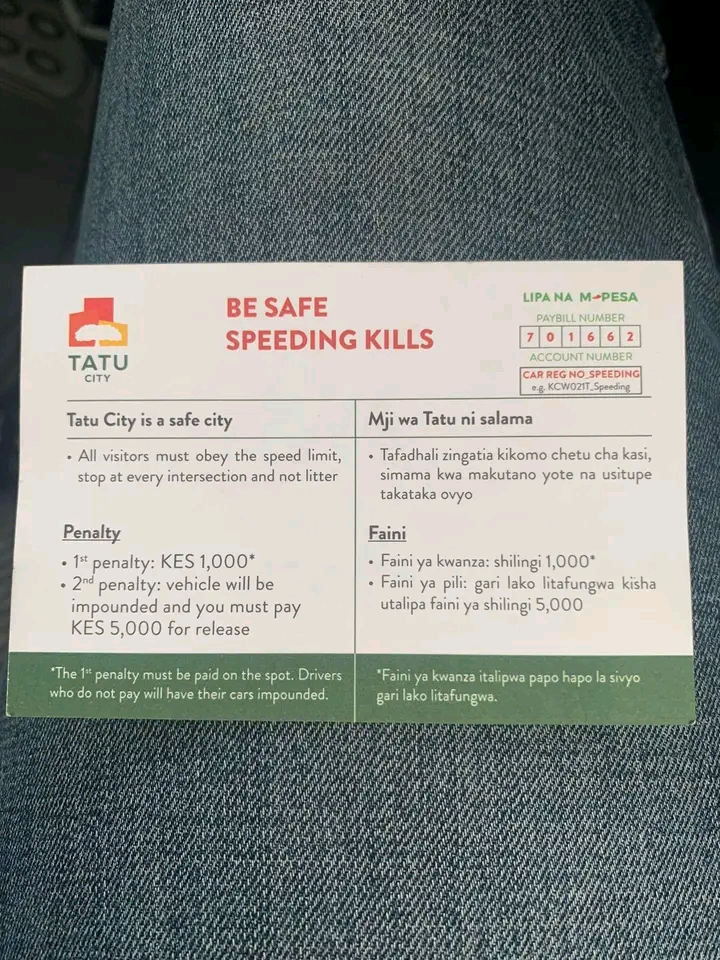 TATU
CITY
BE SAFE
SPEEDING KILLS
LIPA NA M-PESA
PAYBILL NUMBER
7 0 1 6 6 2
ACCOUNT NUMBER
CAR REG NO_SPEEDING
e.g. KCW021T_Speeding
Tatu City is a safe city
• All visitors must obey the speed limit,
stop at every intersection and not litter
Penalty
• 1st penalty: KES 1,000*
• 2nd penalty: vehicle will be
impounded and you must pay
KES 5,000 for release
*The 1st penalty must be paid on the spot. Drivers
who do not pay will have their cars impounded.
Mji wa Tatu ni salama
• Tafadhali zingatia kikomo chetu cha kasi,
simama kwa makutano yote na usitupe
takataka ovyo
Faini
• Faini ya kwanza: shilingi 1,000*
• Faini ya pili: gari lako litafungwa kisha
utalipa faini ya shilingi 5,000
*Faini ya kwanza italipwa papo hapo la sivyo
gari lako litafungwa.